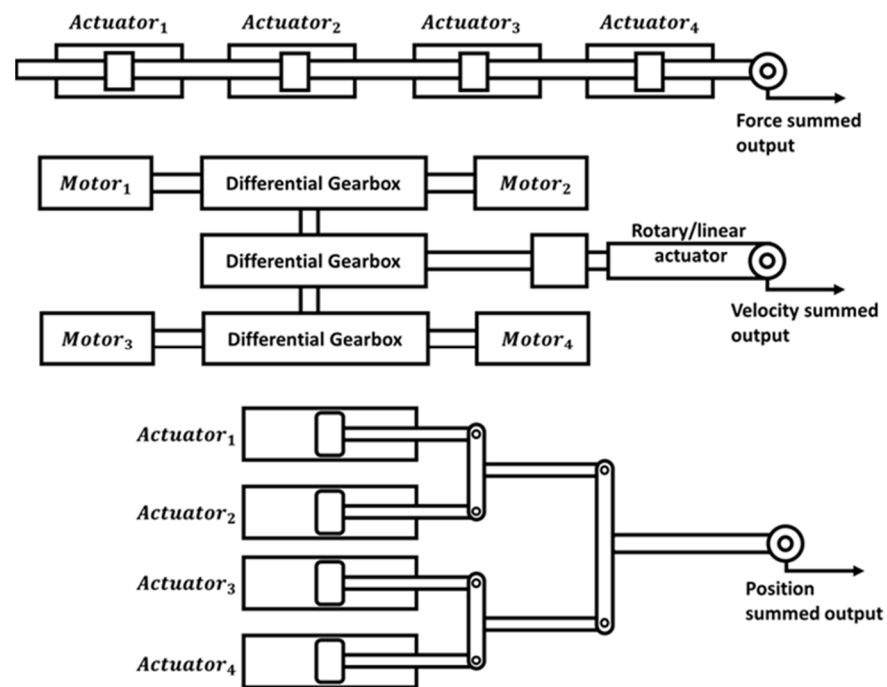 Actuator₁ Actuator₂ Actuator₃ Actuator₄
Force summed
output
Motor₁ Differential Gearbox Motor₂
Rotary/linear
actuator
Differential Gearbox
Velocity summed
output
Motor₃ Differential Gearbox Motor₄
Actuator₁
Actuator₂
Actuator₃
Position
summed output
Actuator₄